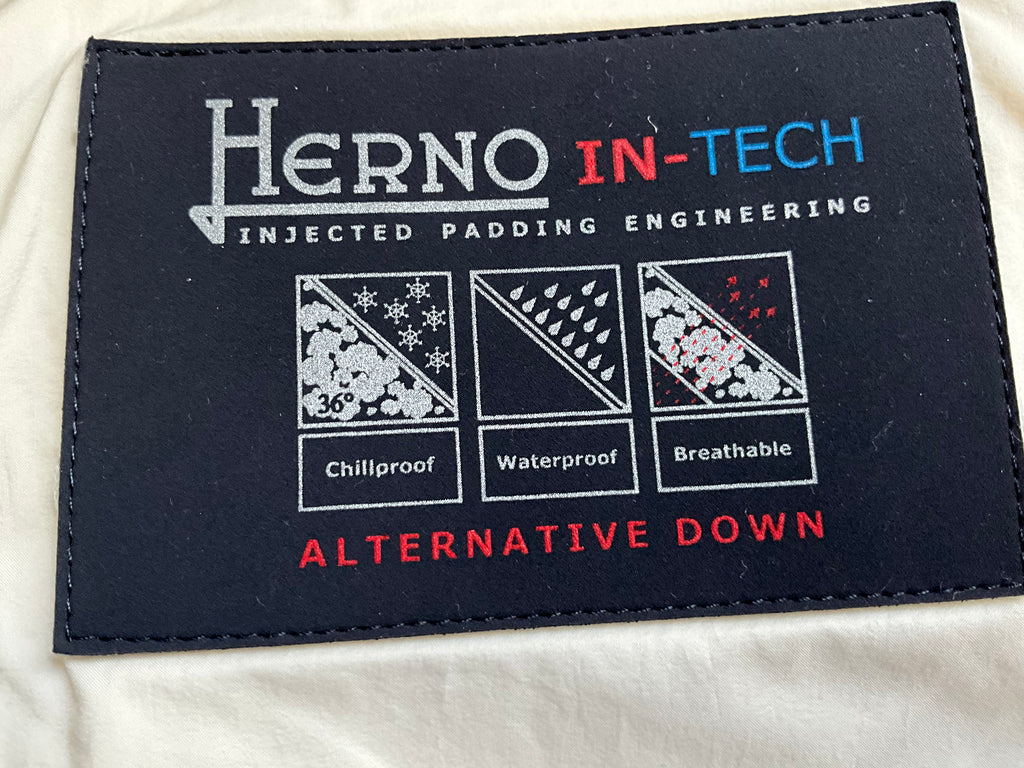 HERNO IN-TECH
INJECTED PADDING ENGINEERING
36°
Chillproof Waterproof Breathable
ALTERNATIVE DOWN